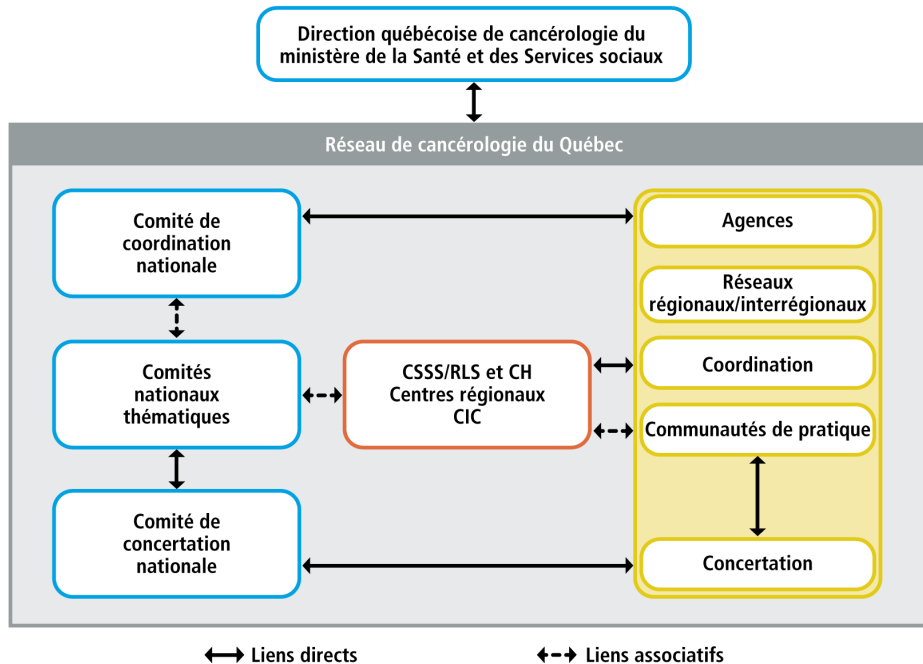 Direction québécoise de cancérologie du
ministère de la Santé et des Services sociaux
Réseau de cancérologie du Québec
Comité de
coordination
nationale
Agences
Réseaux
régionaux/interrégionaux
Comités
nationaux
thématiques
CSSS/RLS et CH
Centres régionaux
CIC
Coordination
Communautés de pratique
Comité de
concertation
nationale
Concertation
Liens directs
Liens associatifs